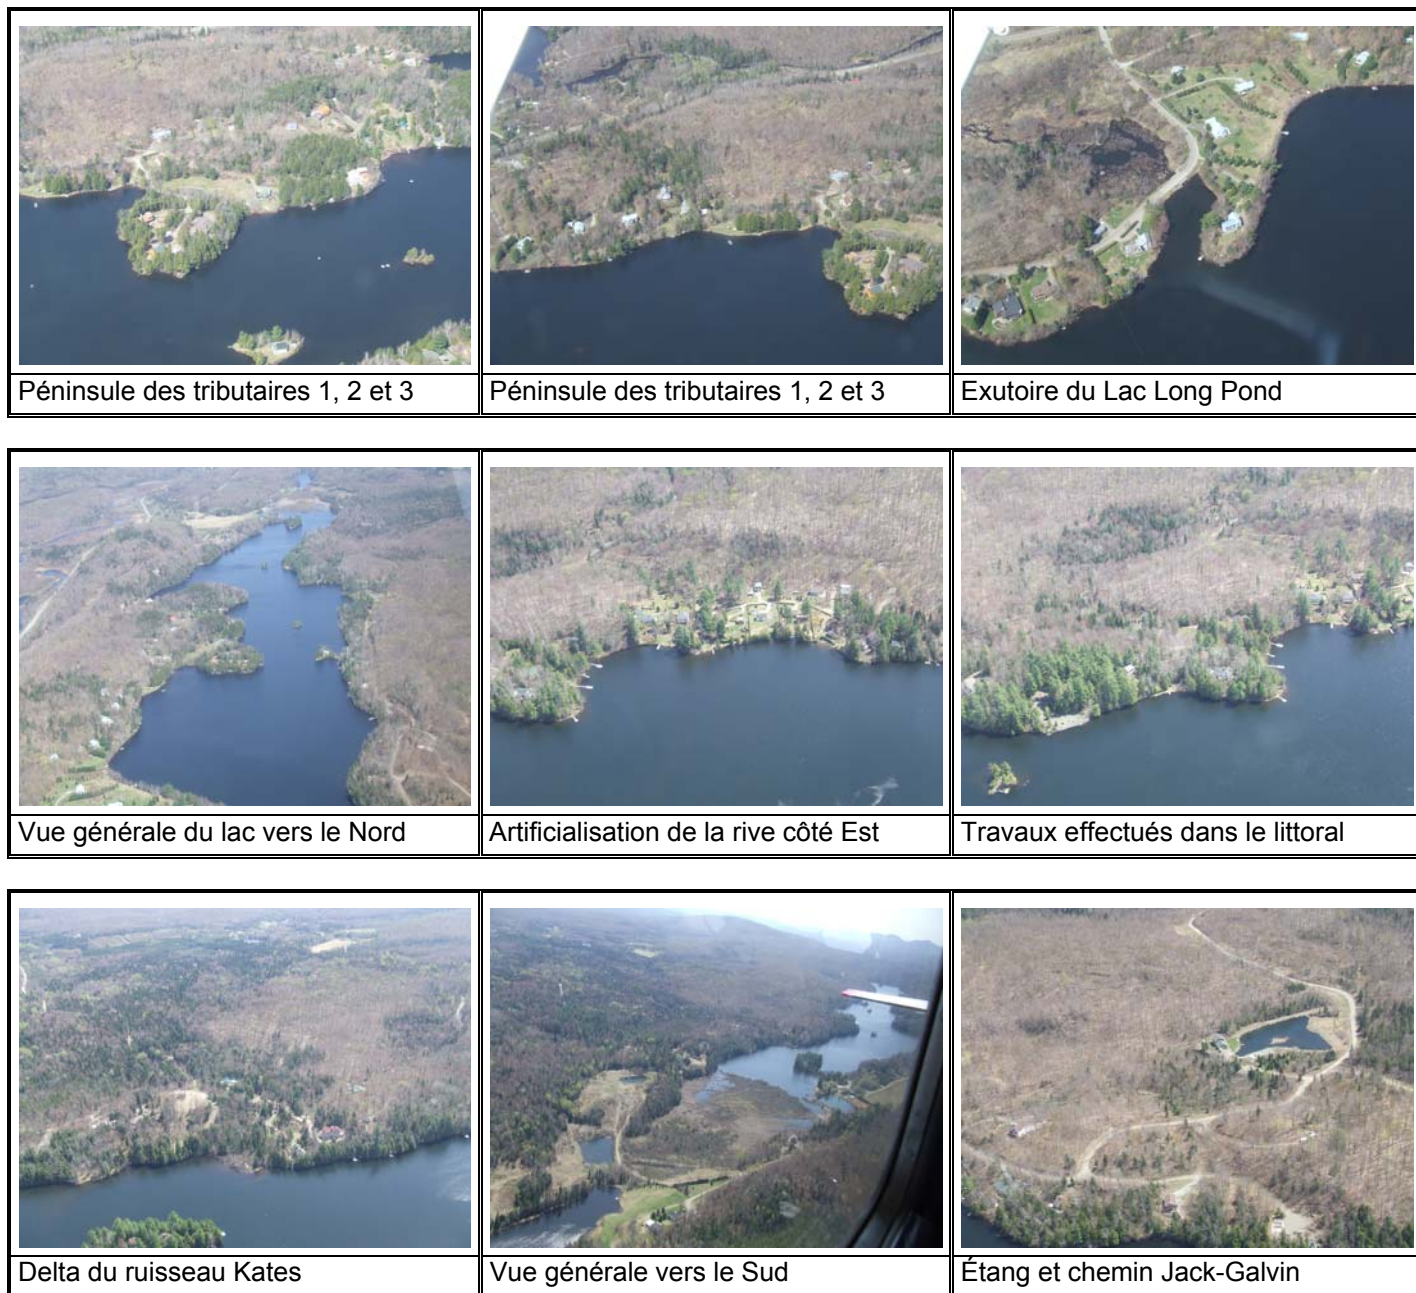 Péninsule des tributaires 1, 2 et 3
Péninsule des tributaires 1, 2 et 3
Exutoire du Lac Long Pond
Vue générale du lac vers le Nord
Artificialisation de la rive côté Est
Travaux effectués dans le littoral
Delta du ruisseau Kates
Vue générale vers le Sud
Étang et chemin Jack-Galvin